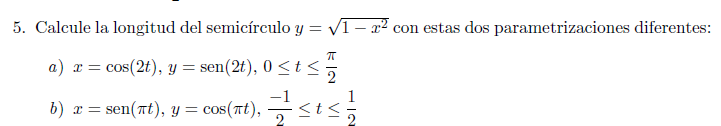 5. Calcule la longitud del semicírculo y = √1 − x² con estas dos parametrizaciones diferentes:
a) x = cos(2t), y = sen(2t), 0 ≤ t ≤ π/2
b) x = sen(πt), y = cos(πt), −1/2 ≤ t ≤ 1/2